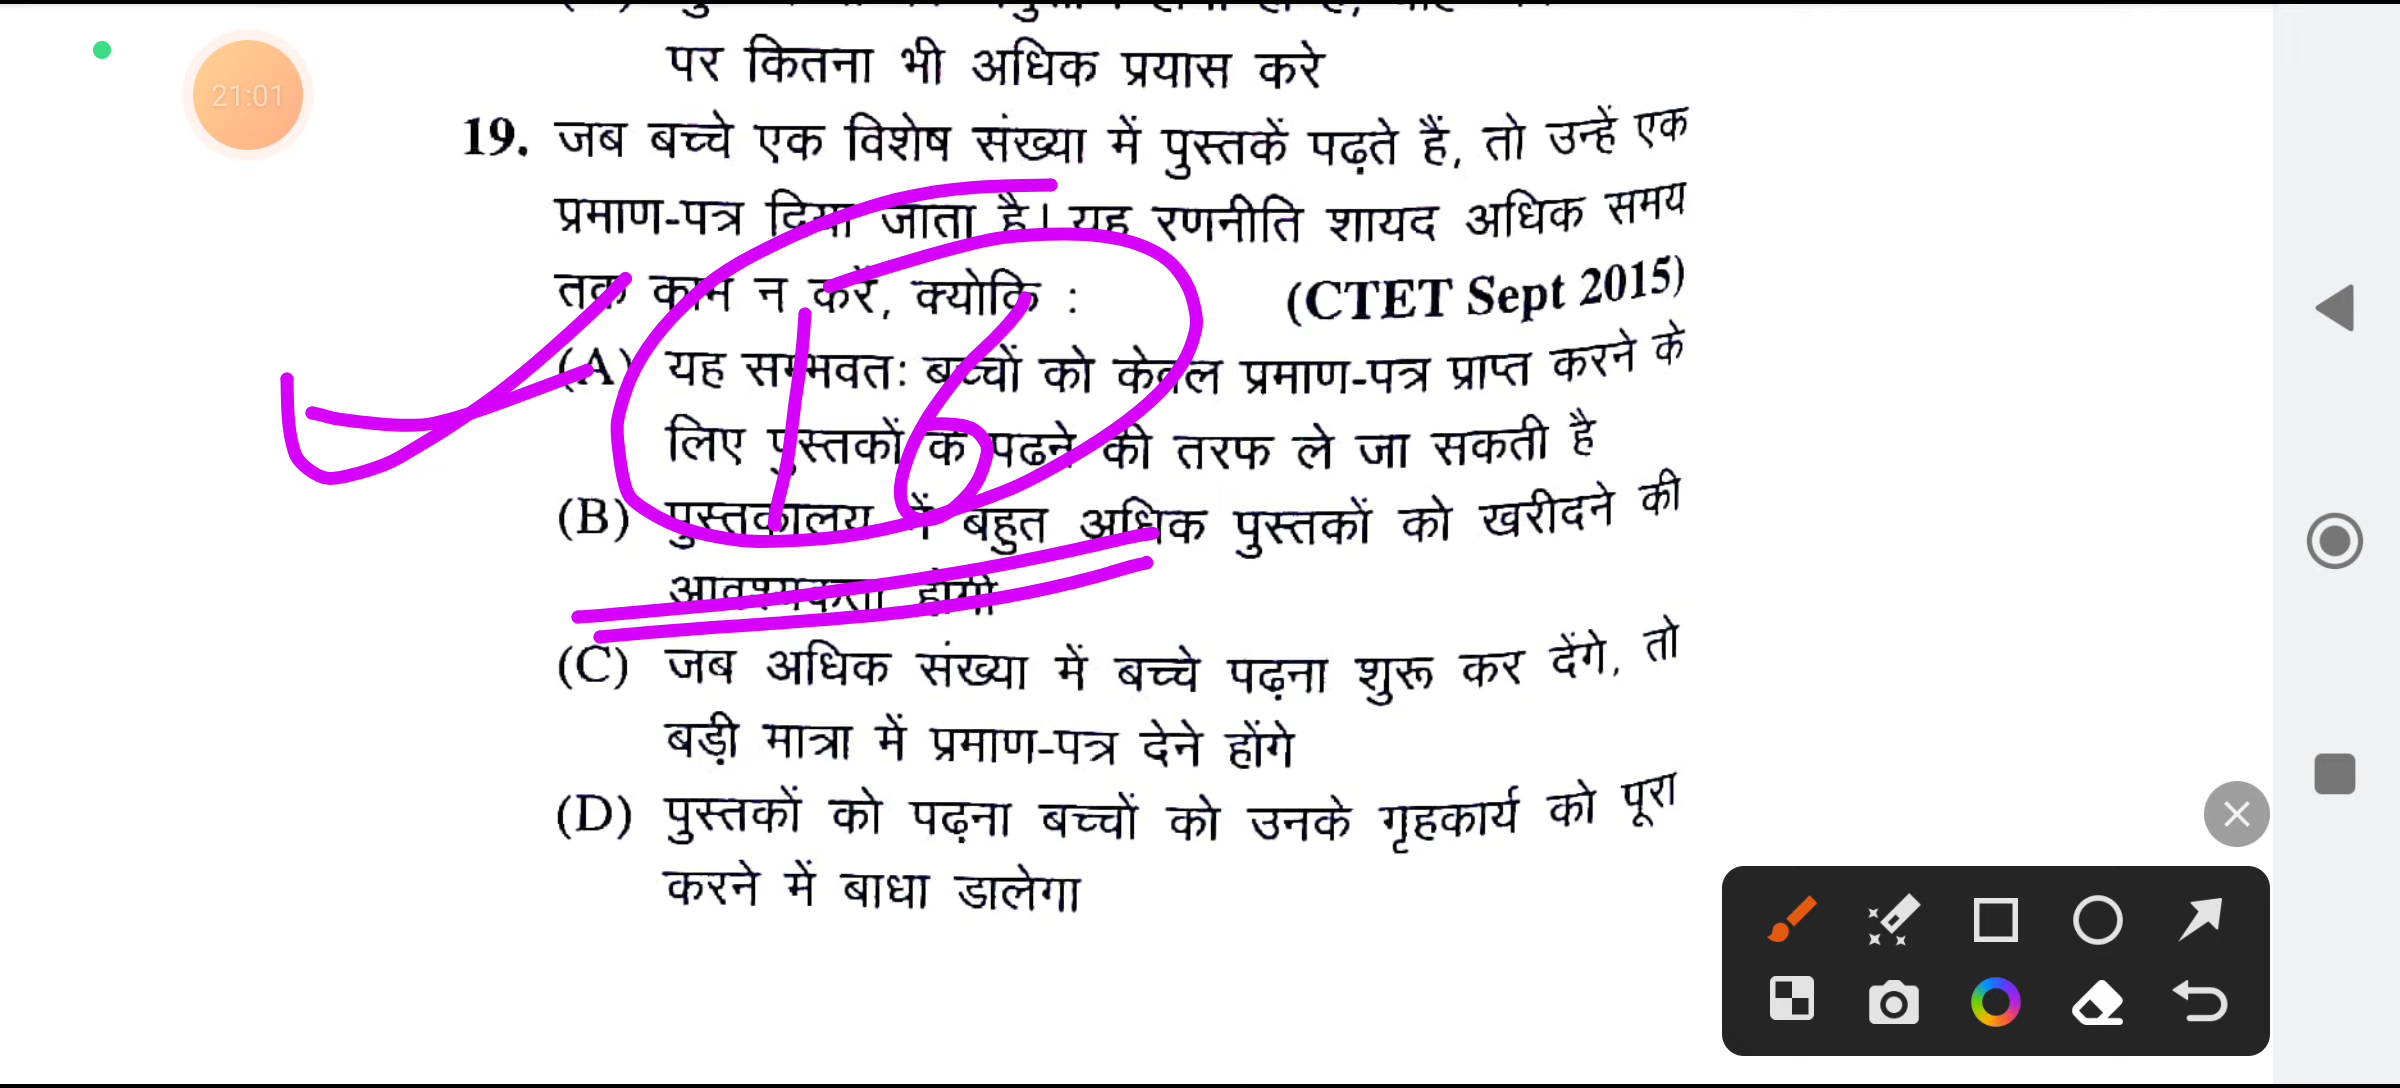 पर कितना भी अधिक प्रयास करे
21:01
19. जब बच्चे एक विशेष संख्या में पुस्तकें पढ़ते हैं, तो उन्हें एक
प्रमाण-पत्र दिया जाता है। यह रणनीति शायद अधिक समय
तक काम न करें, क्योकि :
(CTET Sept 2015)
(A) यह सम्भवतः बच्चों को केवल प्रमाण-पत्र प्राप्त करने के
लिए पुस्तकों के पढने की तरफ ले जा सकती है
16
(B) पुस्तकालय में बहुत अधिक पुस्तकों को खरीदने की
आवश्यकता होगी
(C) जब अधिक संख्या में बच्चे पढ़ना शुरू कर देंगे, तो
बड़ी मात्रा में प्रमाण-पत्र देने होंगे
(D) पुस्तकों को पढ़ना बच्चों को उनके गृहकार्य को पूरा
करने में बाधा डालेगा